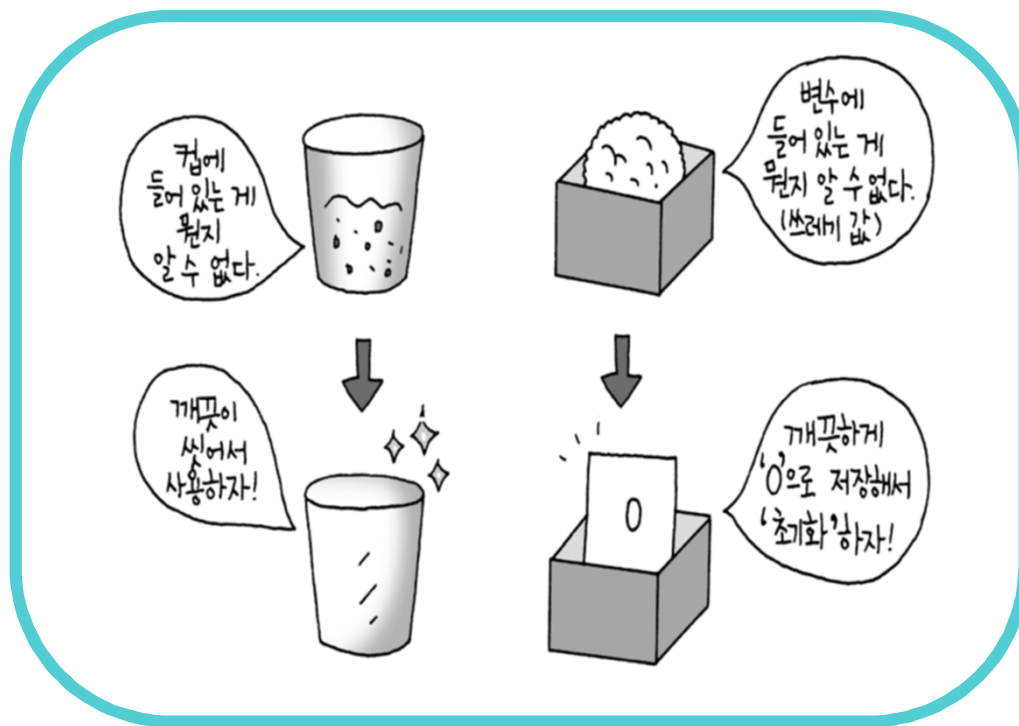 컵에
들어 있는 게
뭔지
알 수 없다.
변수에
들어 있는 게
뭔지 알 수 없다.
(쓰레기 값)
깨끗이
씻어서
사용하자!
0
깨끗하게
'0'으로 저장해서
'초기화'하자!